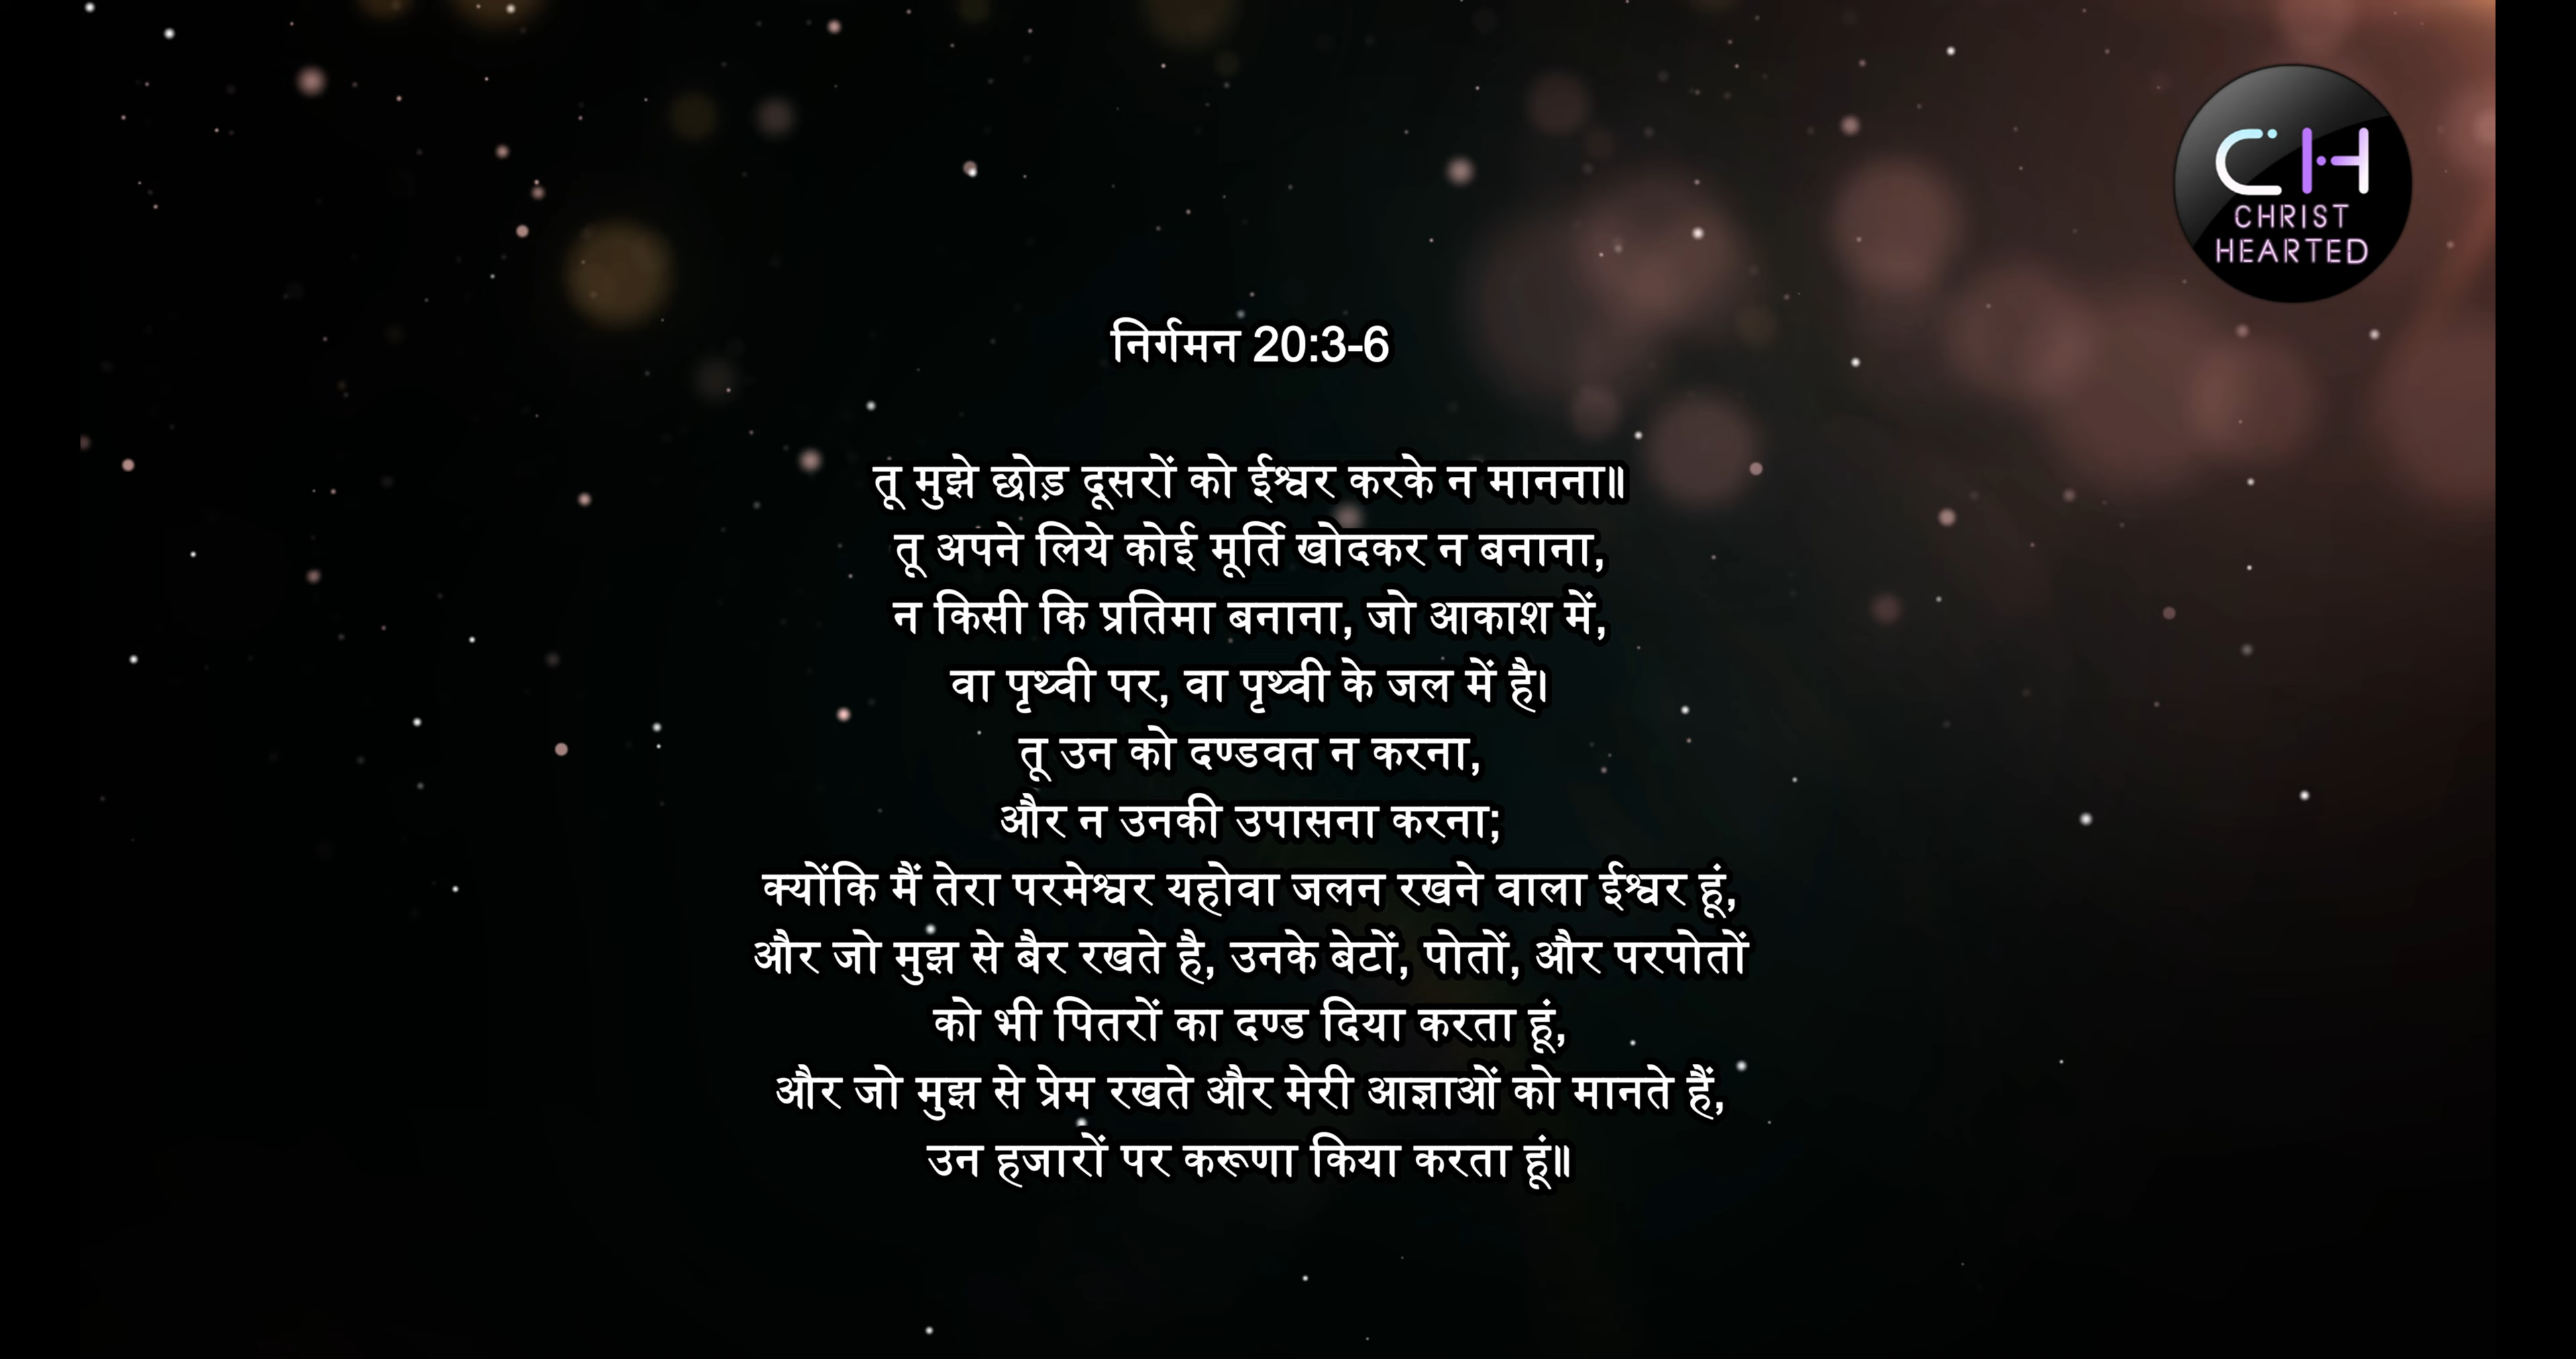 CH
CHRIST
HEARTED
निर्गमन 20:3-6
तू मुझे छोड़ दूसरों को ईश्वर करके न मानना॥
तू अपने लिये कोई मूर्ति खोदकर न बनाना,
न किसी कि प्रतिमा बनाना, जो आकाश में,
वा पृथ्वी पर, वा पृथ्वी के जल में है।
तू उन को दण्डवत न करना,
और न उनकी उपासना करना;
क्योंकि मैं तेरा परमेश्वर यहोवा जलन रखने वाला ईश्वर हूं,
और जो मुझ से बैर रखते है, उनके बेटों, पोतों, और परपोतों
को भी पितरों का दण्ड दिया करता हूं,
और जो मुझ से प्रेम रखते और मेरी आज्ञाओं को मानते हैं,
उन हजारों पर करूणा किया करता हूं॥